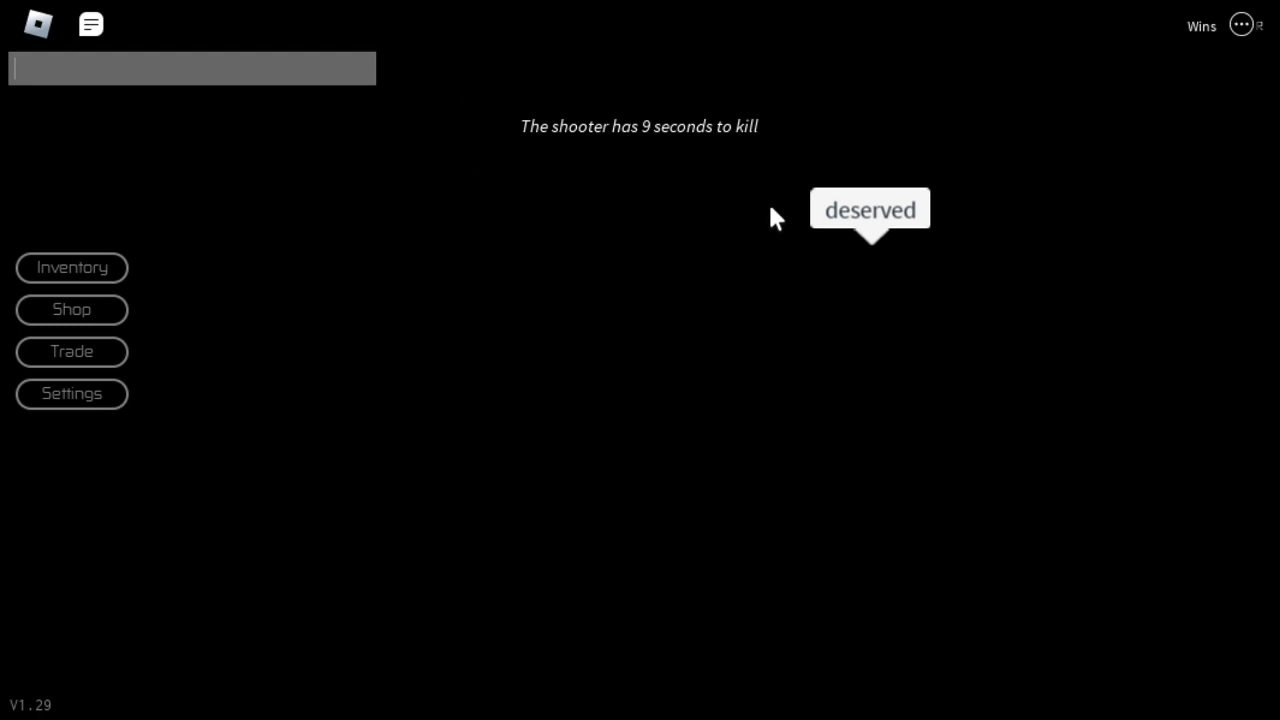 Wins
R
The shooter has 9 seconds to kill
deserved
Inventory
Shop
Trade
Settings
V1.29